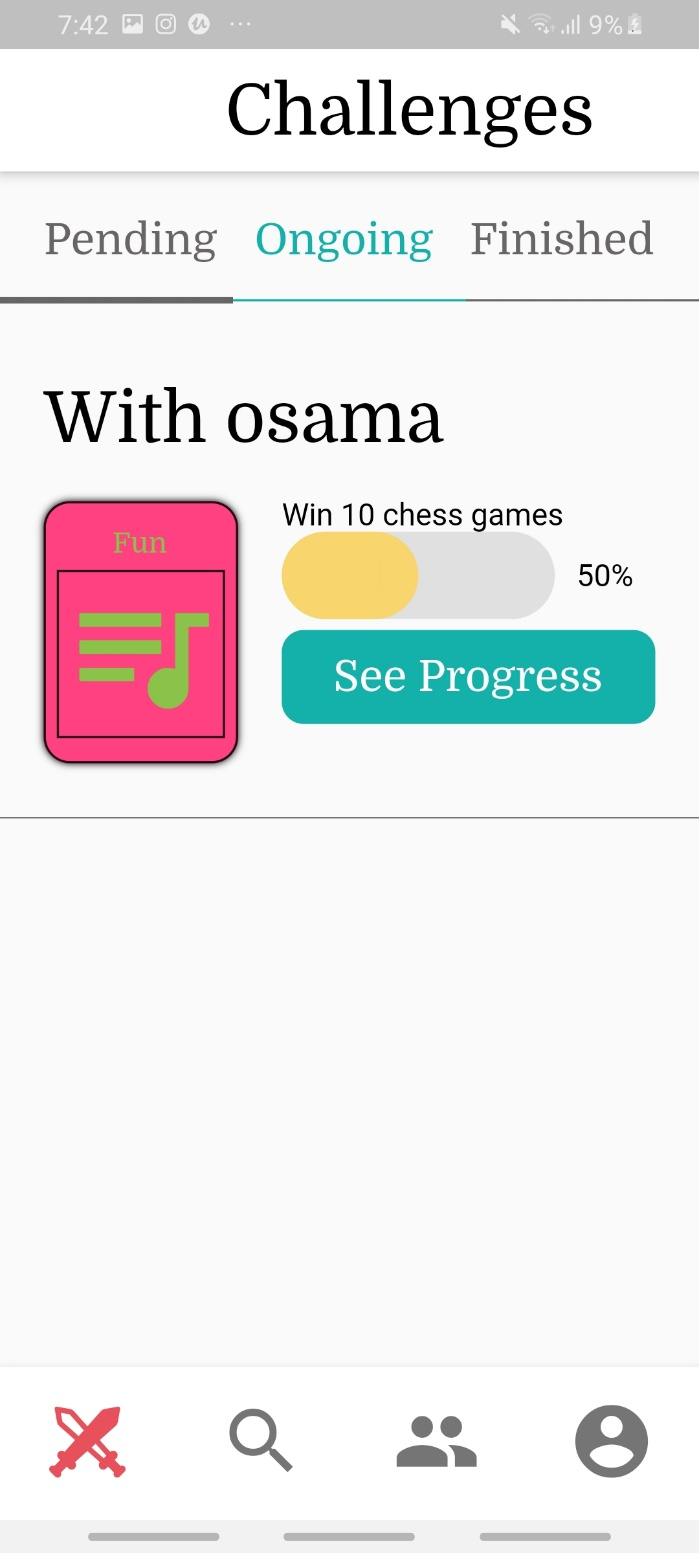 7:42 ... 9%
Challenges
Pending Ongoing Finished
With osama
Fun
Win 10 chess games
50%
See Progress